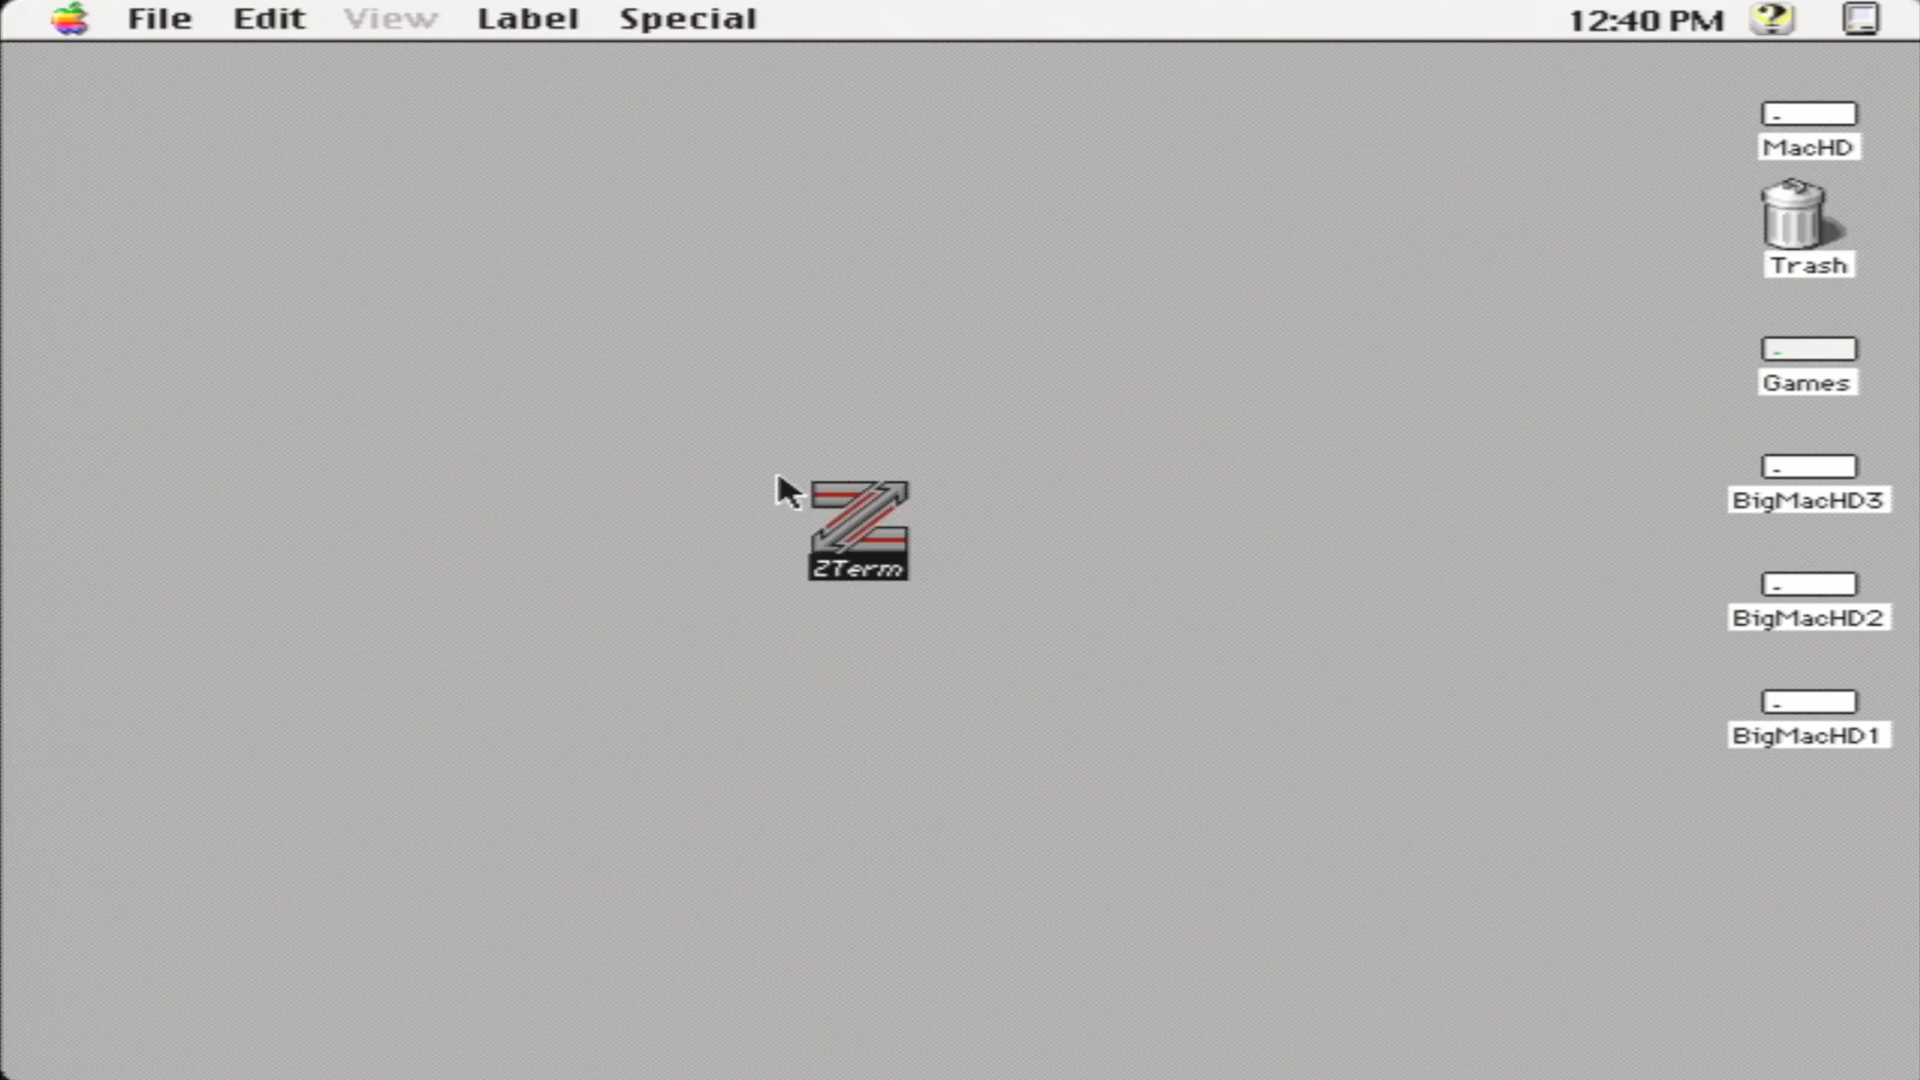 File Edit View Label Special 12:40 PM
MacHD
Trash
Games
ZTerm
BigMacHD3
BigMacHD2
BigMacHD1